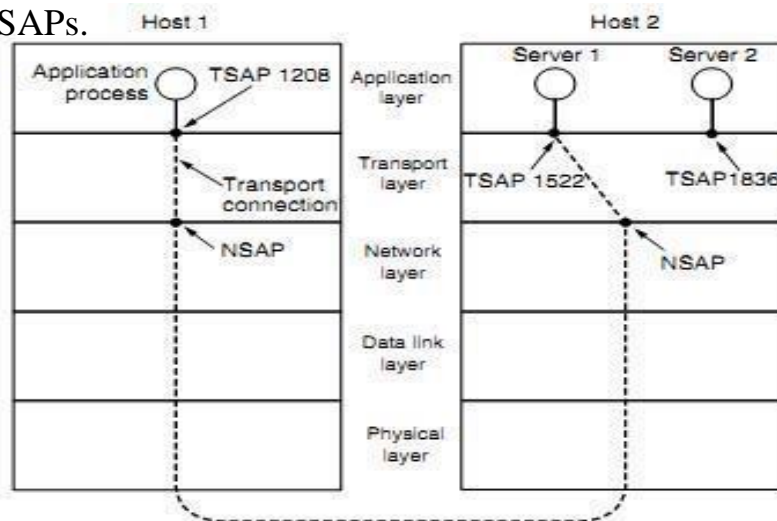 SAPs.
Host 1
Host 2
Application
process
TSAP 1208
Application
layer
Server 1
Server 2
Transport
connection
Transport
layer
TSAP 1522
TSAP1836
NSAP
Network
layer
NSAP
Data link
layer
Physical
layer